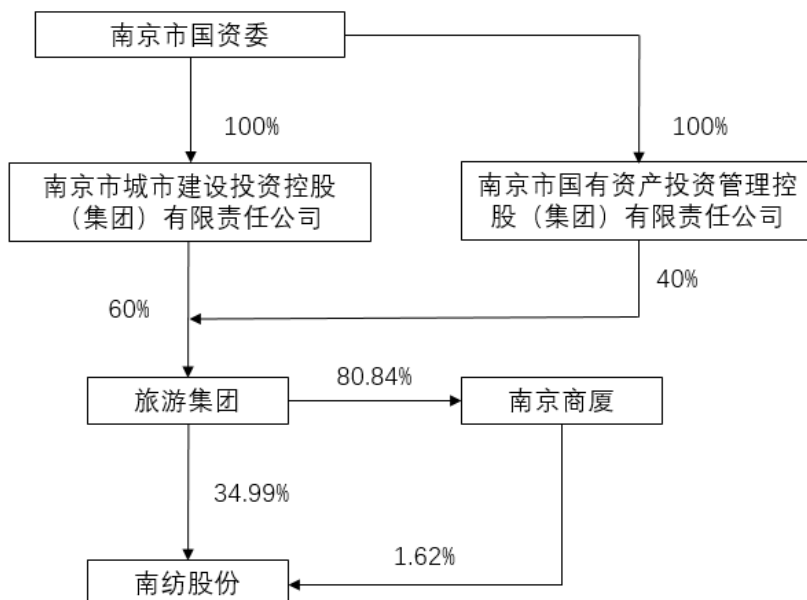 南京市国资委
100%
100%
南京市城市建设投资控股
（集团）有限责任公司
南京市国有资产投资管理控
股（集团）有限责任公司
60%
40%
旅游集团
80.84%
南京商厦
34.99%
1.62%
南纺股份